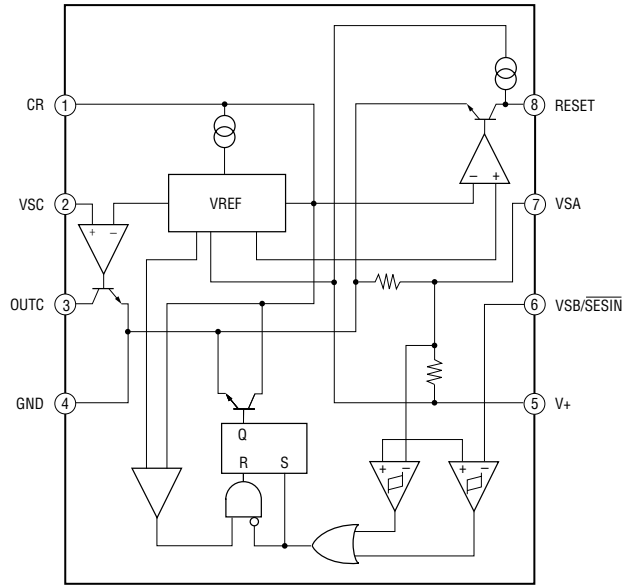 CR 1
8 RESET
VSC 2
VREF
− +
7 VSA
+ −
OUTC 3
6 VSB/SESIN
GND 4
5 V+
Q
R S
+ −
+ −